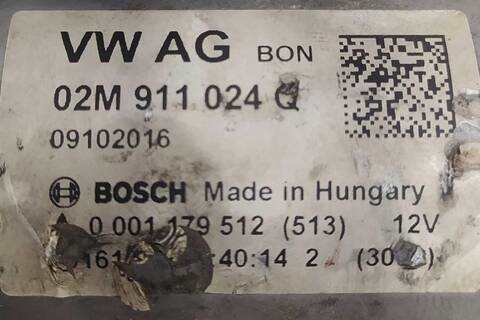 VW AG BON
02M 911 024 Q
09102016
BOSCH Made in Hungary
0 001 179 512 (513) 12V
40:14 2